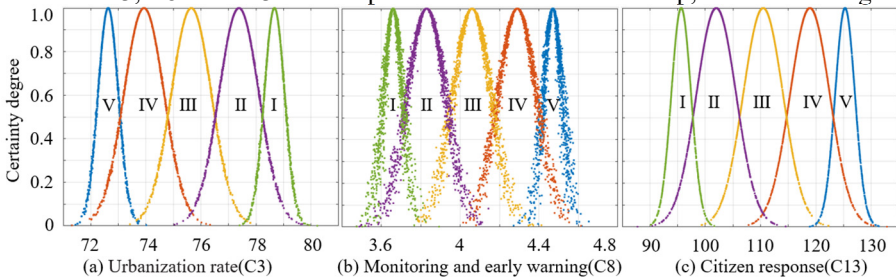 Certainty degree
1.0
0.8
0.6
0.4
0.2
0
V IV III II I
72 74 76 78 80
(a) Urbanization rate(C3)
I II III IV V
3.6 4 4.4 4.8
(b) Monitoring and early warning(C8)
I II III IV V
90 100 110 120 130
(c) Citizen response(C13)